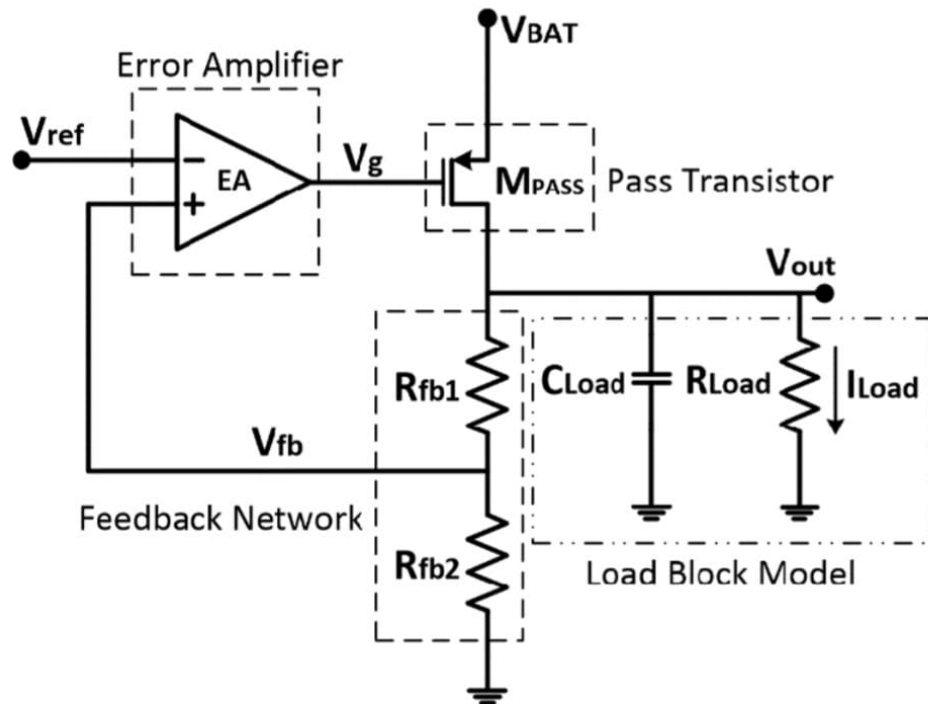 VBAT
Error Amplifier
Vref
−
EA
+
Vg
MPASS
Pass Transistor
Vout
Rfb1
CLoad
RLoad
ILoad
Vfb
Feedback Network
Rfb2
Load Block Model